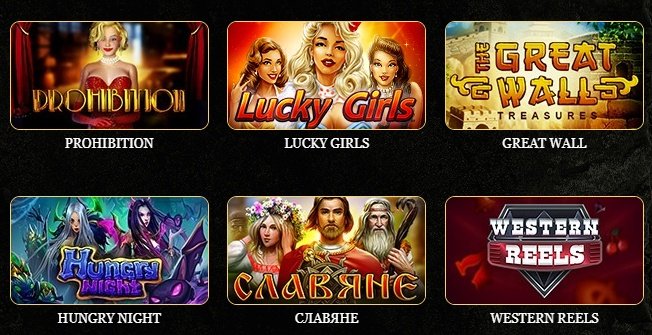 PROHIBITION
Lucky Girls
THE GREAT
WALL
TREASURES
PROHIBITION
LUCKY GIRLS
GREAT WALL
Hungry
Night
СЛАВЯНЕ
WESTERN
REELS
HUNGRY NIGHT
СЛАВЯНЕ
WESTERN REELS